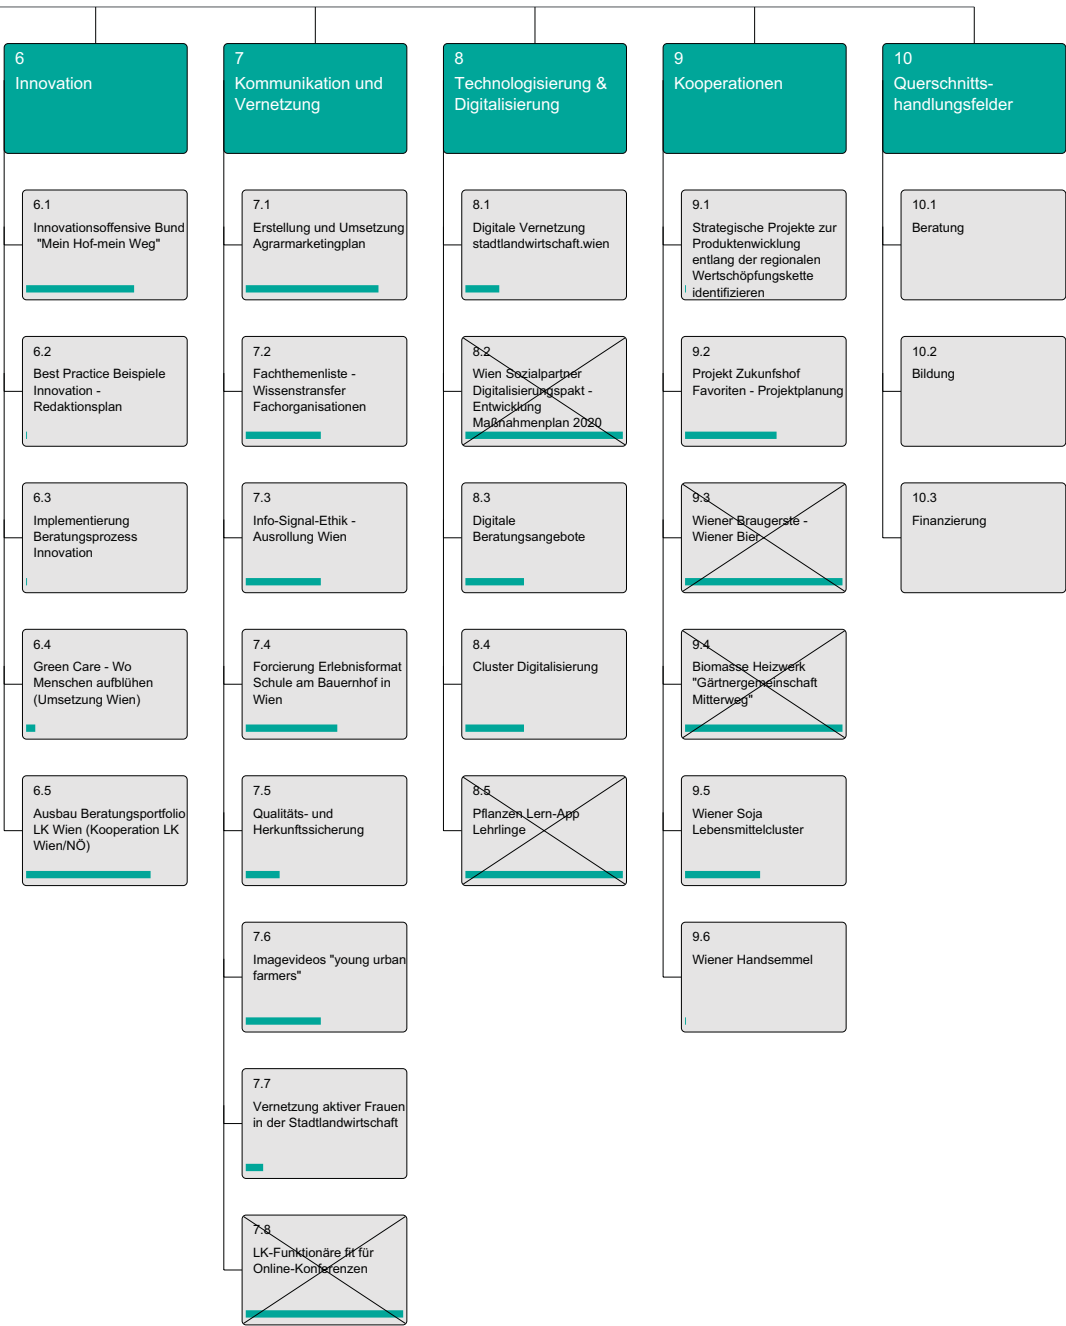 6
Innovation
6.1
Innovationsoffensive Bund
"Mein Hof-mein Weg"
6.2
Best Practice Beispiele
Innovation -
Redaktionsplan
6.3
Implementierung
Beratungsprozess
Innovation
6.4
Green Care - Wo
Menschen aufblühen
(Umsetzung Wien)
6.5
Ausbau Beratungsportfolio
LK Wien (Kooperation LK
Wien/NÖ)
7
Kommunikation und
Vernetzung
7.1
Erstellung und Umsetzung
Agrarmarketingplan
7.2
Fachthemenliste -
Wissenstransfer
Fachorganisationen
7.3
Info-Signal-Ethik -
Ausrollung Wien
7.4
Forcierung Erlebnisformat
Schule am Bauernhof in
Wien
7.5
Qualitäts- und
Herkunftssicherung
7.6
Imagevideos "young urban
farmers"
7.7
Vernetzung aktiver Frauen
in der Stadtlandwirtschaft
7.8
LK-Funktionäre fit für
Online-Konferenzen
8
Technologisierung &
Digitalisierung
8.1
Digitale Vernetzung
stadtlandwirtschaft.wien
8.2
Wien Sozialpartner
Digitalisierungspakt -
Entwicklung
Maßnahmenplan 2020
8.3
Digitale
Beratungsangebote
8.4
Cluster Digitalisierung
8.5
Pflanzen Lern-App
Lehrlinge
9
Kooperationen
9.1
Strategische Projekte zur
Produktenwicklung
entlang der regionalen
Wertschöpfungskette
identifizieren
9.2
Projekt Zukunfshof
Favoriten - Projektplanung
9.3
Wiener Braugerste -
Wiener Bier
9.4
Biomasse Heizwerk
"Gärtnergemeinschaft
Mitterweg"
9.5
Wiener Soja
Lebensmittelcluster
9.6
Wiener Handsemmel
10
Querschnitts-
handlungsfelder
10.1
Beratung
10.2
Bildung
10.3
Finanzierung